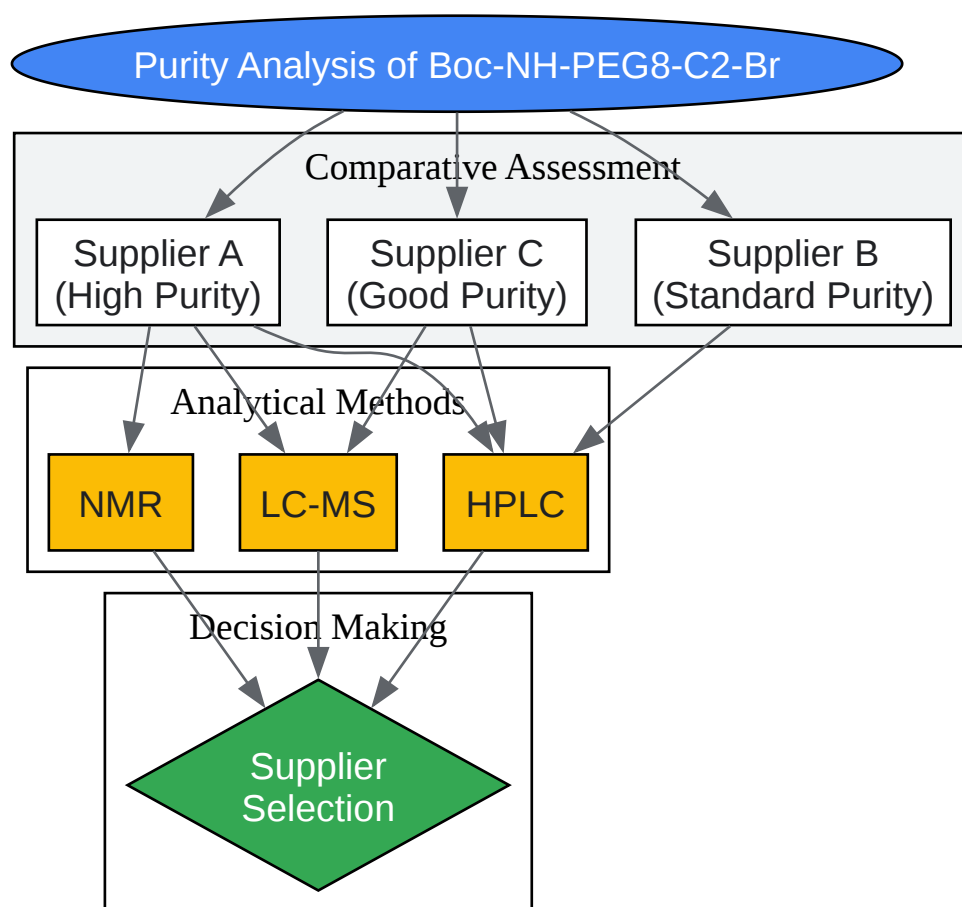 Purity Analysis of Boc-NH-PEG8-C2-Br
Comparative Assessment
Supplier A
(High Purity)
Supplier C
(Good Purity)
Supplier B
(Standard Purity)
Analytical Methods
NMR
LC-MS
HPLC
Decision Making
Supplier
Selection